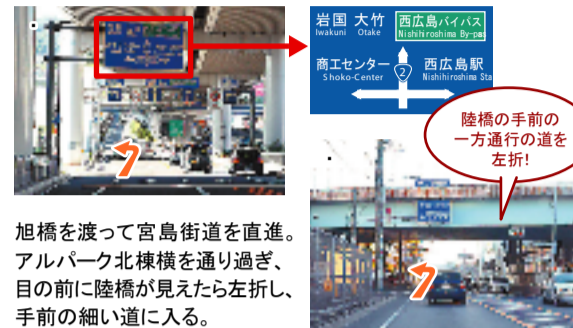 岩国 大竹
Iwakuni Otake
西広島バイパス
Nishihiroshima By-pass
商工センター
Shoko-Center
2
西広島駅
Nishihiroshima Sta
陸橋の手前の
一方通行の道を
左折!
旭橋を渡って宮島街道を直進。
アルパーク北棟横を通り過ぎ、
目の前に陸橋が見えたら左折し、
手前の細い道に入る。